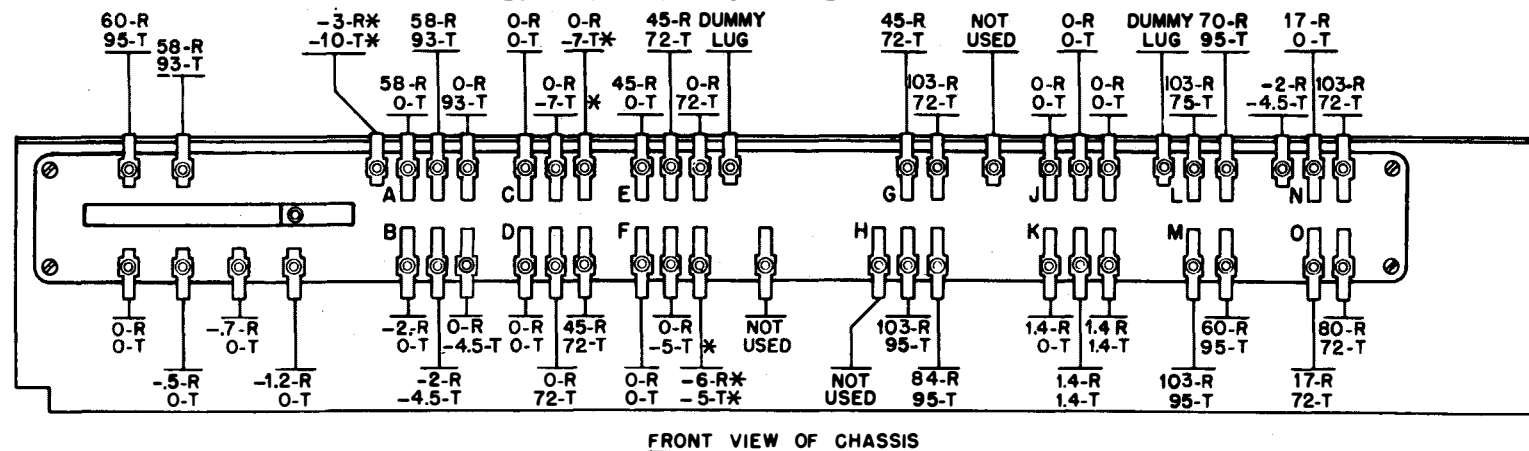 60-R
95-T
58-R
93-T
-3-R*
-10-T*
58-R
0-T
58-R
93-T
0-R
93-T
0-R
0-T
0-R
-7-T *
0-R
-7-T*
45-R
0-T
45-R
72-T
0-R
72-T
DUMMY
LUG
45-R
72-T
103-R
72-T
NOT
USED
0-R
0-T
0-R
0-T
0-R
0-T
DUMMY
LUG
103-R
75-T
70-R
95-T
-2-R
-4.5-T
17-R
0-T
103-R
72-T
A
C
E
G
J
L
N
B
D
F
H
K
M
O
0-R
0-T
-.5-R
0-T
-.7-R
0-T
-1.2-R
0-T
-2-R
0-T
-2-R
-4.5-T
0-R
-4.5-T
0-R
0-T
0-R
72-T
45-R
72-T
0-R
0-T
0-R
-5-T *
-6-R*
-5-T*
NOT
USED
NOT
USED
103-R
95-T
84-R
95-T
1.4-R
0-T
1.4-R
1.4-T
1.4 R
1.4-T
103-R
95-T
60-R
95-T
17-R
72-T
80-R
72-T
FRONT VIEW OF CHASSIS